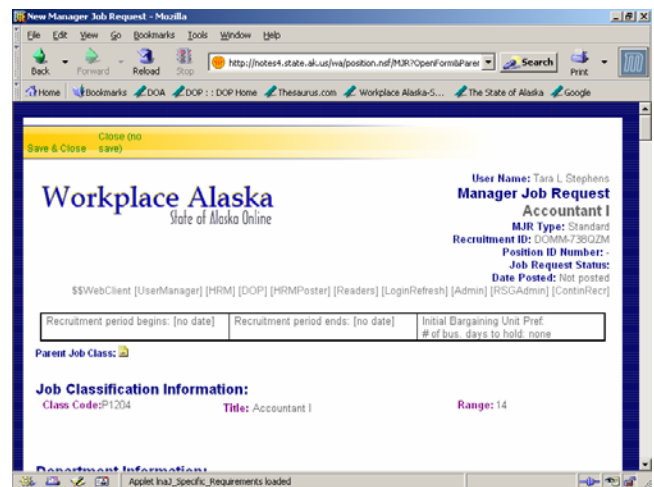 New Manager Job Request - Mozilla
File Edit View Go Bookmarks Tools Window Help
Back Forward Reload Stop http://notes4.state.ak.us/wa/position.nsf/MJR?OpenForm&Parer Search Print
Home Bookmarks DOA DOP : : DOP Home Thesaurus.com Workplace Alaska-S... The State of Alaska Google
Save & Close Close (no save)
User Name: Tara L Stephens
Workplace Alaska
State of Alaska Online
Manager Job Request
Accountant I
MJR Type: Standard
Recruitment ID: DOMM-738QZM
Position ID Number: -
Job Request Status:
Date Posted: Not posted
$$WebClient [UserManager] [HRM] [DOP] [HRMPoster] [Readers] [LoginRefresh] [Admin] [RSGAdmin] [ContinRecr]
Recruitment period begins: [no date] Recruitment period ends: [no date] Initial Bargaining Unit Pref.
# of bus. days to hold: none
Parent Job Class:
Job Classification Information:
Class Code:P1204 Title: Accountant I Range: 14
Department Information:
Applet lnaJ_Specific_Requirements loaded